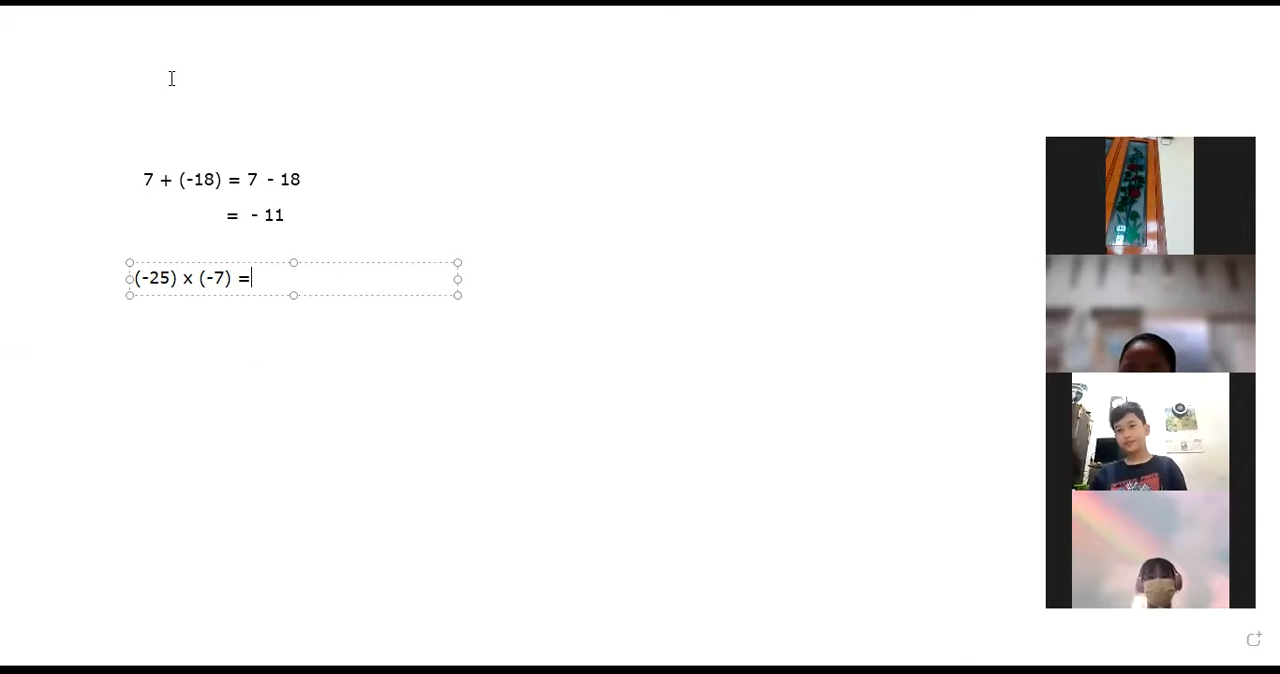 7 + (-18) = 7 - 18
= - 11
(-25) x (-7) =